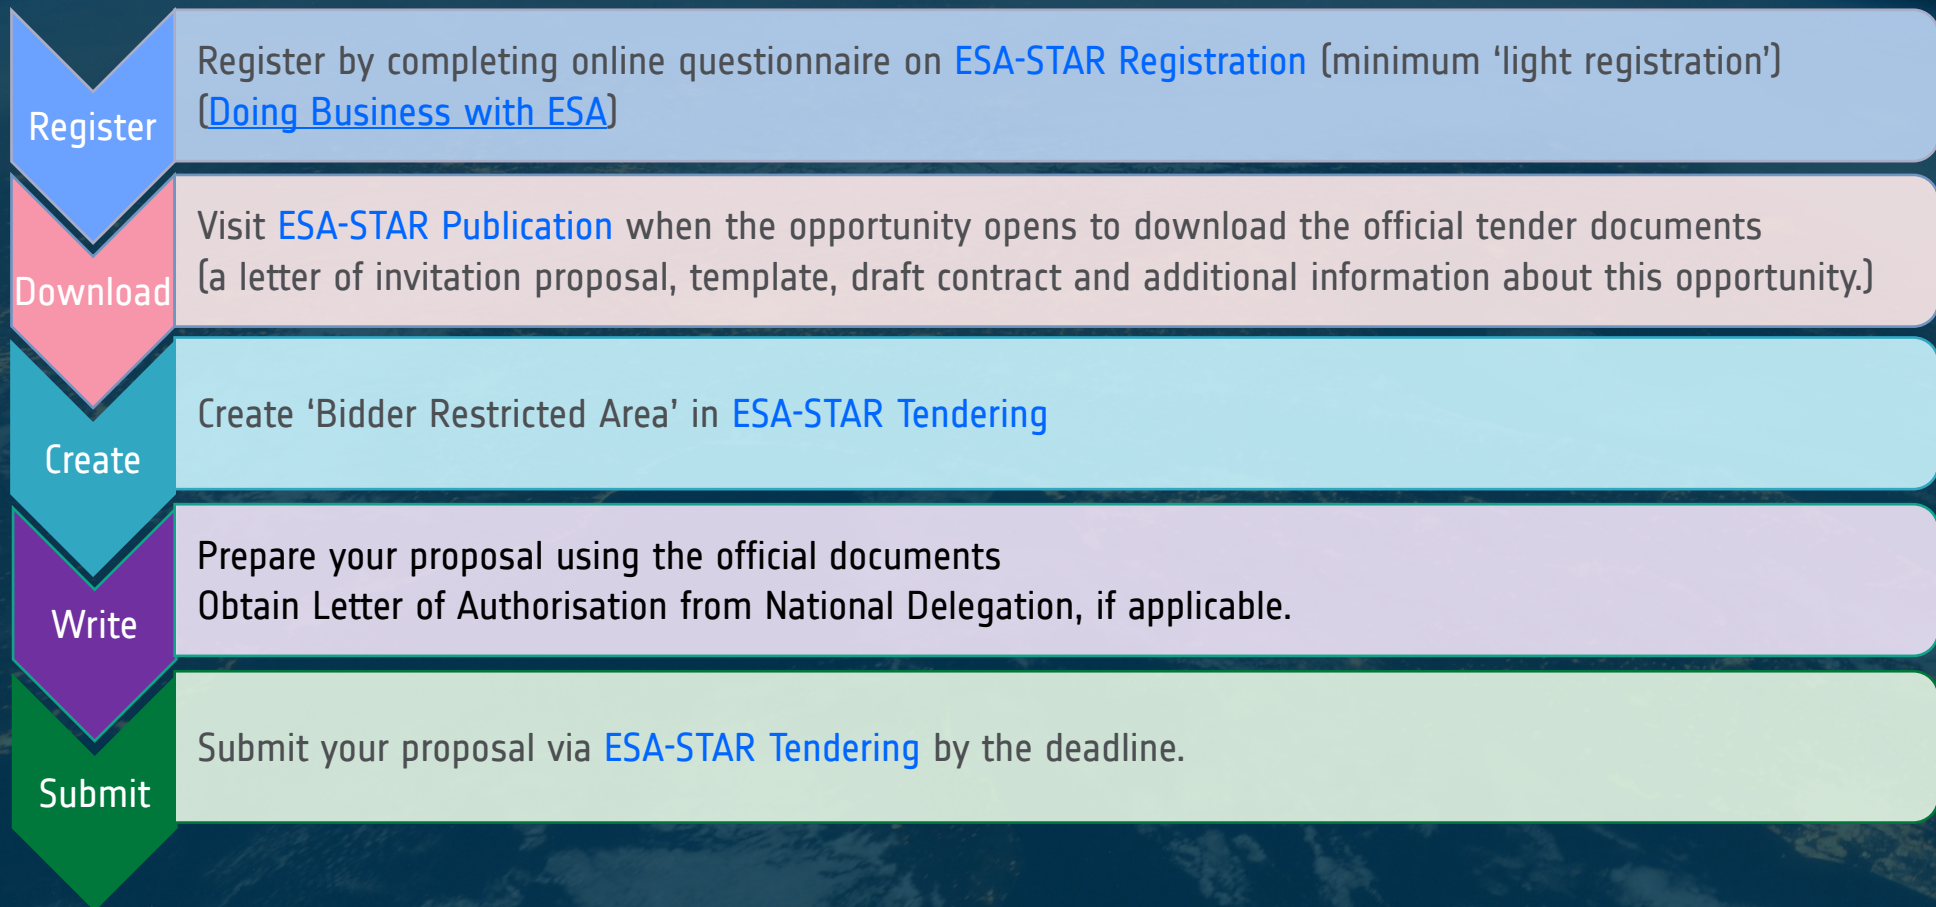 Register
Register by completing online questionnaire on ESA-STAR Registration (minimum ‘light registration’)
(Doing Business with ESA)
Download
Visit ESA-STAR Publication when the opportunity opens to download the official tender documents
(a letter of invitation proposal, template, draft contract and additional information about this opportunity.)
Create
Create ‘Bidder Restricted Area’ in ESA-STAR Tendering
Write
Prepare your proposal using the official documents
Obtain Letter of Authorisation from National Delegation, if applicable.
Submit
Submit your proposal via ESA-STAR Tendering by the deadline.